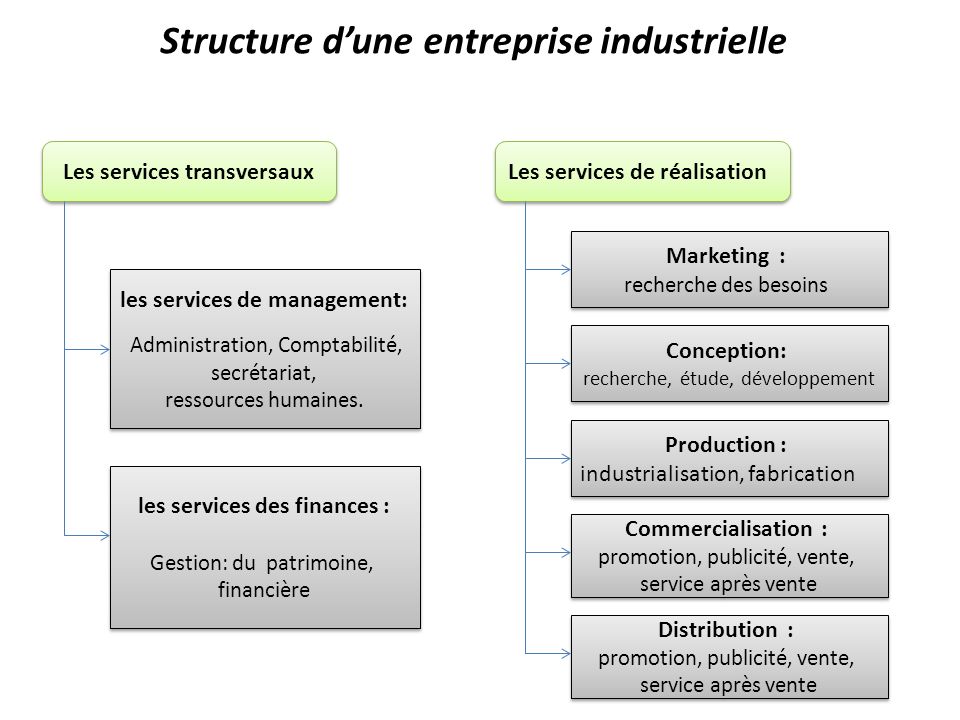 Structure d'une entreprise industrielle
Les services transversaux
les services de management:
Administration, Comptabilité,
secrétariat,
ressources humaines.
les services des finances :
Gestion: du patrimoine,
financière
Les services de réalisation
Marketing :
recherche des besoins
Conception:
recherche, étude, développement
Production :
industrialisation, fabrication
Commercialisation :
promotion, publicité, vente,
service après vente
Distribution :
promotion, publicité, vente,
service après vente